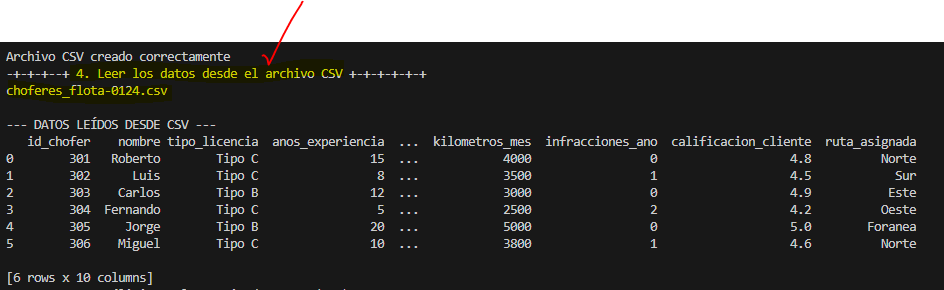 Archivo CSV creado correctamente
-+-+-+--+ 4. Leer los datos desde el archivo CSV +-+-+-+-+
choferes_flota-0124.csv
--- DATOS LEÍDOS DESDE CSV ---
id_chofer nombre tipo_licencia anos_experiencia ... kilometros_mes infracciones_ano calificacion_cliente ruta_asignada
0 301 Roberto Tipo C 15 ... 4000 0 4.8 Norte
1 302 Luis Tipo C 8 ... 3500 1 4.5 Sur
2 303 Carlos Tipo B 12 ... 3000 0 4.9 Este
3 304 Fernando Tipo C 5 ... 2500 2 4.2 Oeste
4 305 Jorge Tipo B 20 ... 5000 0 5.0 Foranea
5 306 Miguel Tipo C 10 ... 3800 1 4.6 Norte
[6 rows x 10 columns]